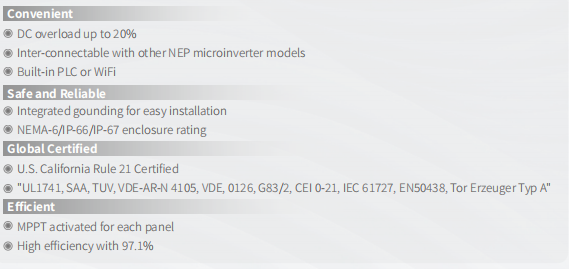 Convenient
◉ DC overload up to 20%
◉ Inter-connectable with other NEP microinverter models
◉ Built-in PLC or WiFi
Safe and Reliable
◉ Integrated gounding for easy installation
◉ NEMA-6/IP-66/IP-67 enclosure rating
Global Certified
◉ U.S. California Rule 21 Certified
◉ "UL1741, SAA, TUV, VDE-AR-N 4105, VDE, 0126, G83/2, CEI 0-21, IEC 61727, EN50438, Tor Erzeuger Typ A"
Efficient
◉ MPPT activated for each panel
◉ High efficiency with 97.1%